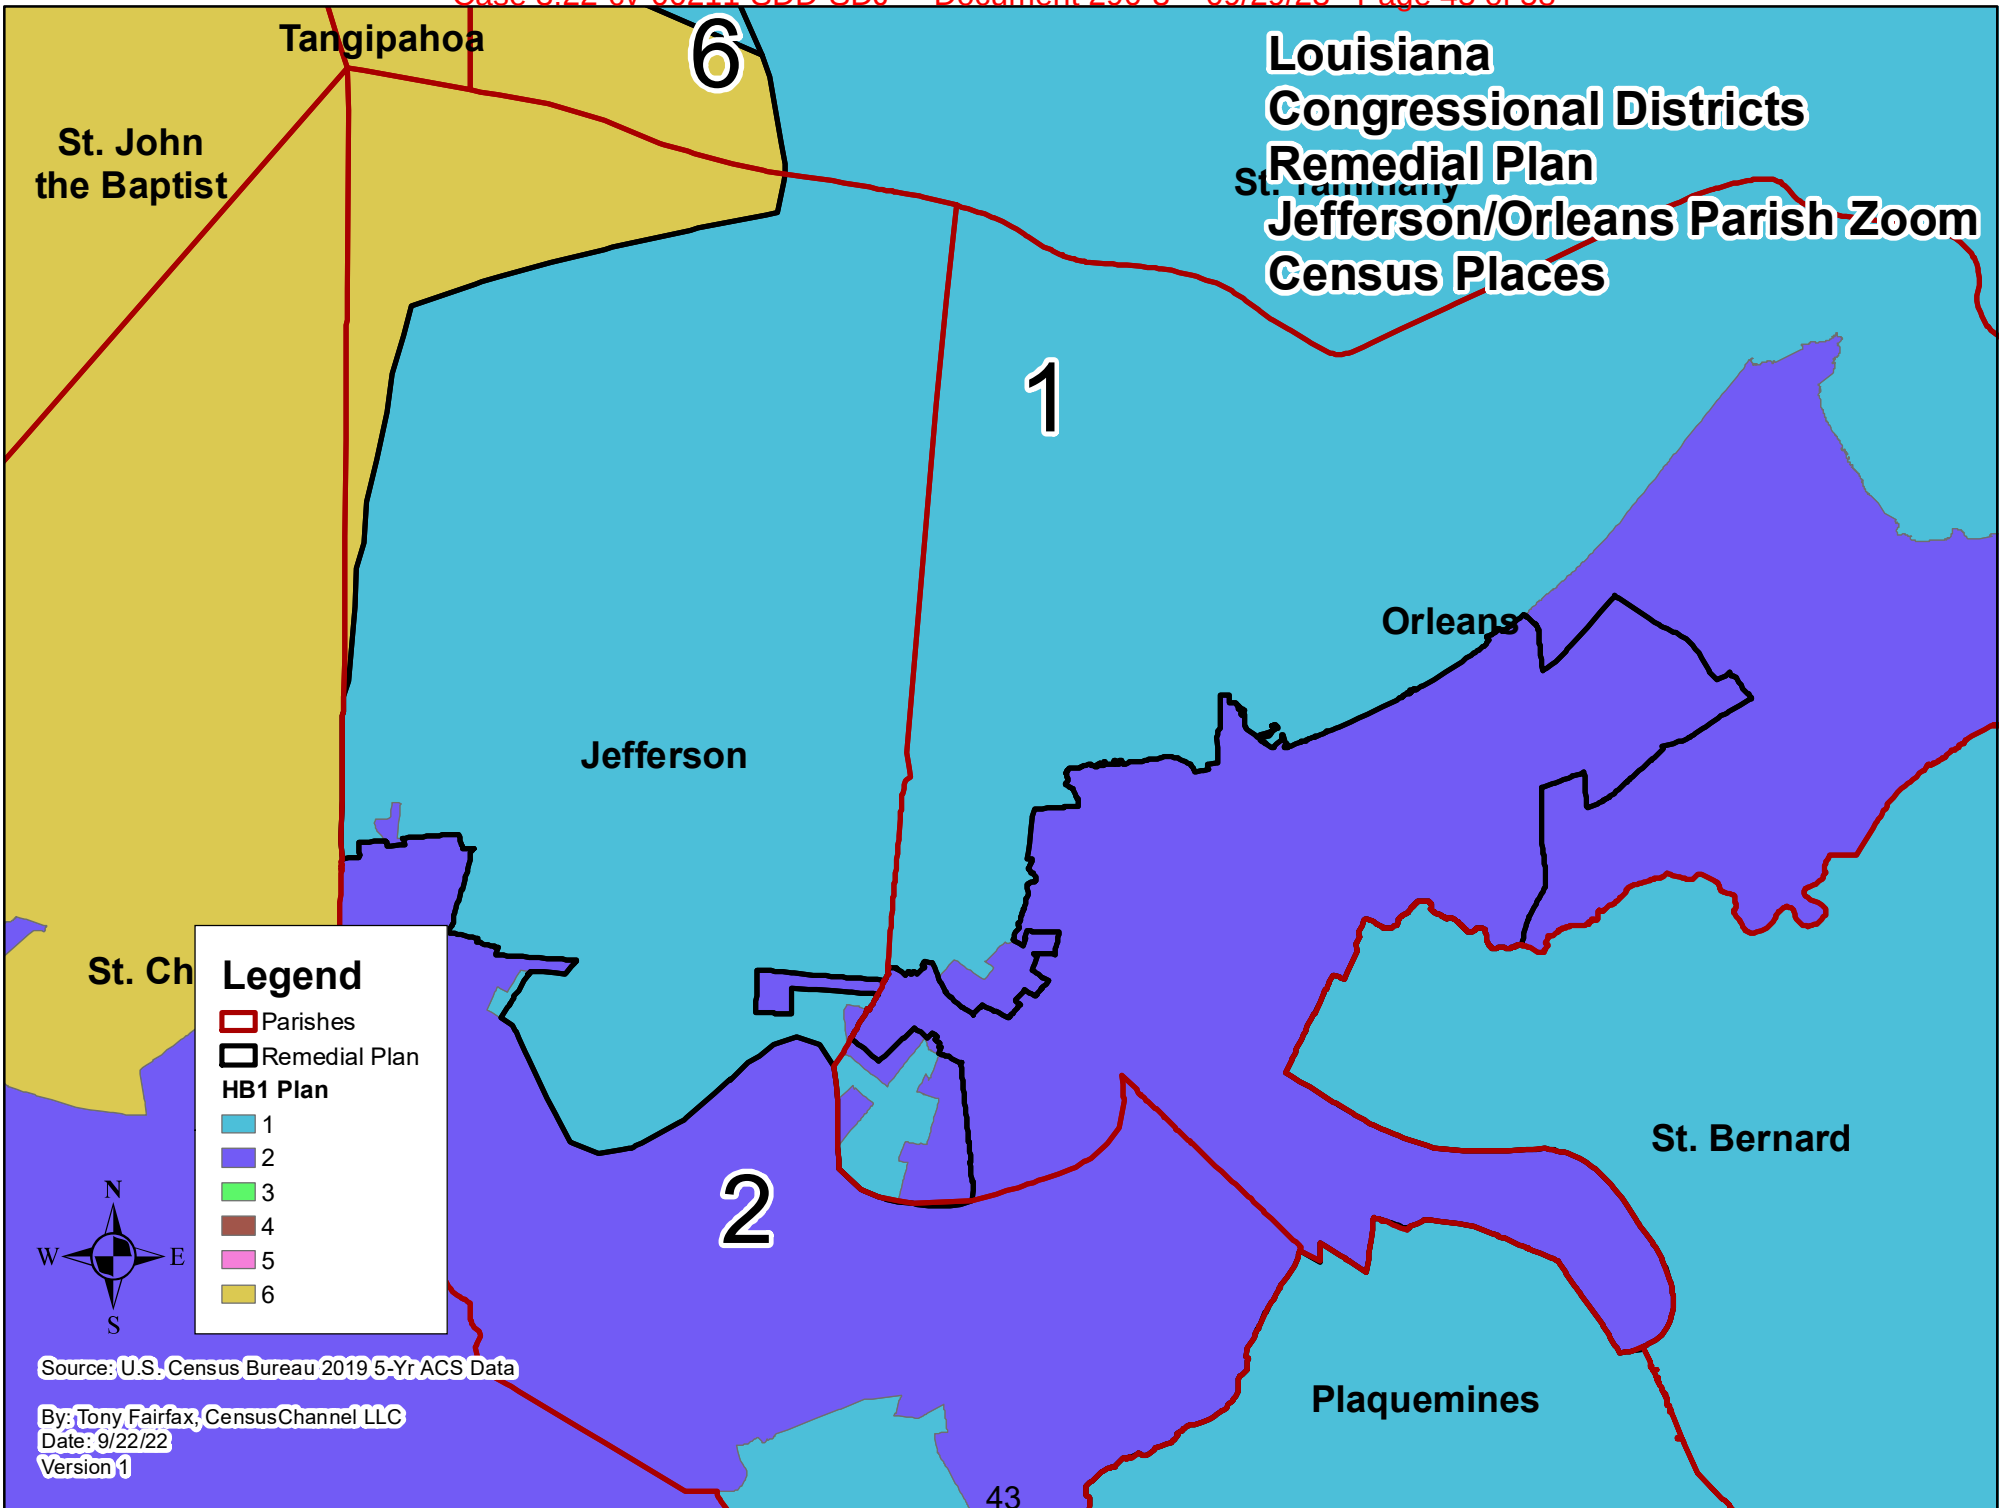 Tangipahoa
6
Louisiana
Congressional Districts
Remedial Plan
Jefferson/Orleans Parish Zoom
Census Places
St. John
the Baptist
St. Tammany
1
Orleans
Jefferson
St. Ch
Legend
Parishes
Remedial Plan
HB1 Plan
1
2
3
4
5
6
2
St. Bernard
Plaquemines
N
W E
S
Source: U.S. Census Bureau 2019 5-Yr ACS Data
By: Tony Fairfax, CensusChannel LLC
Date: 9/22/22
Version 1
43